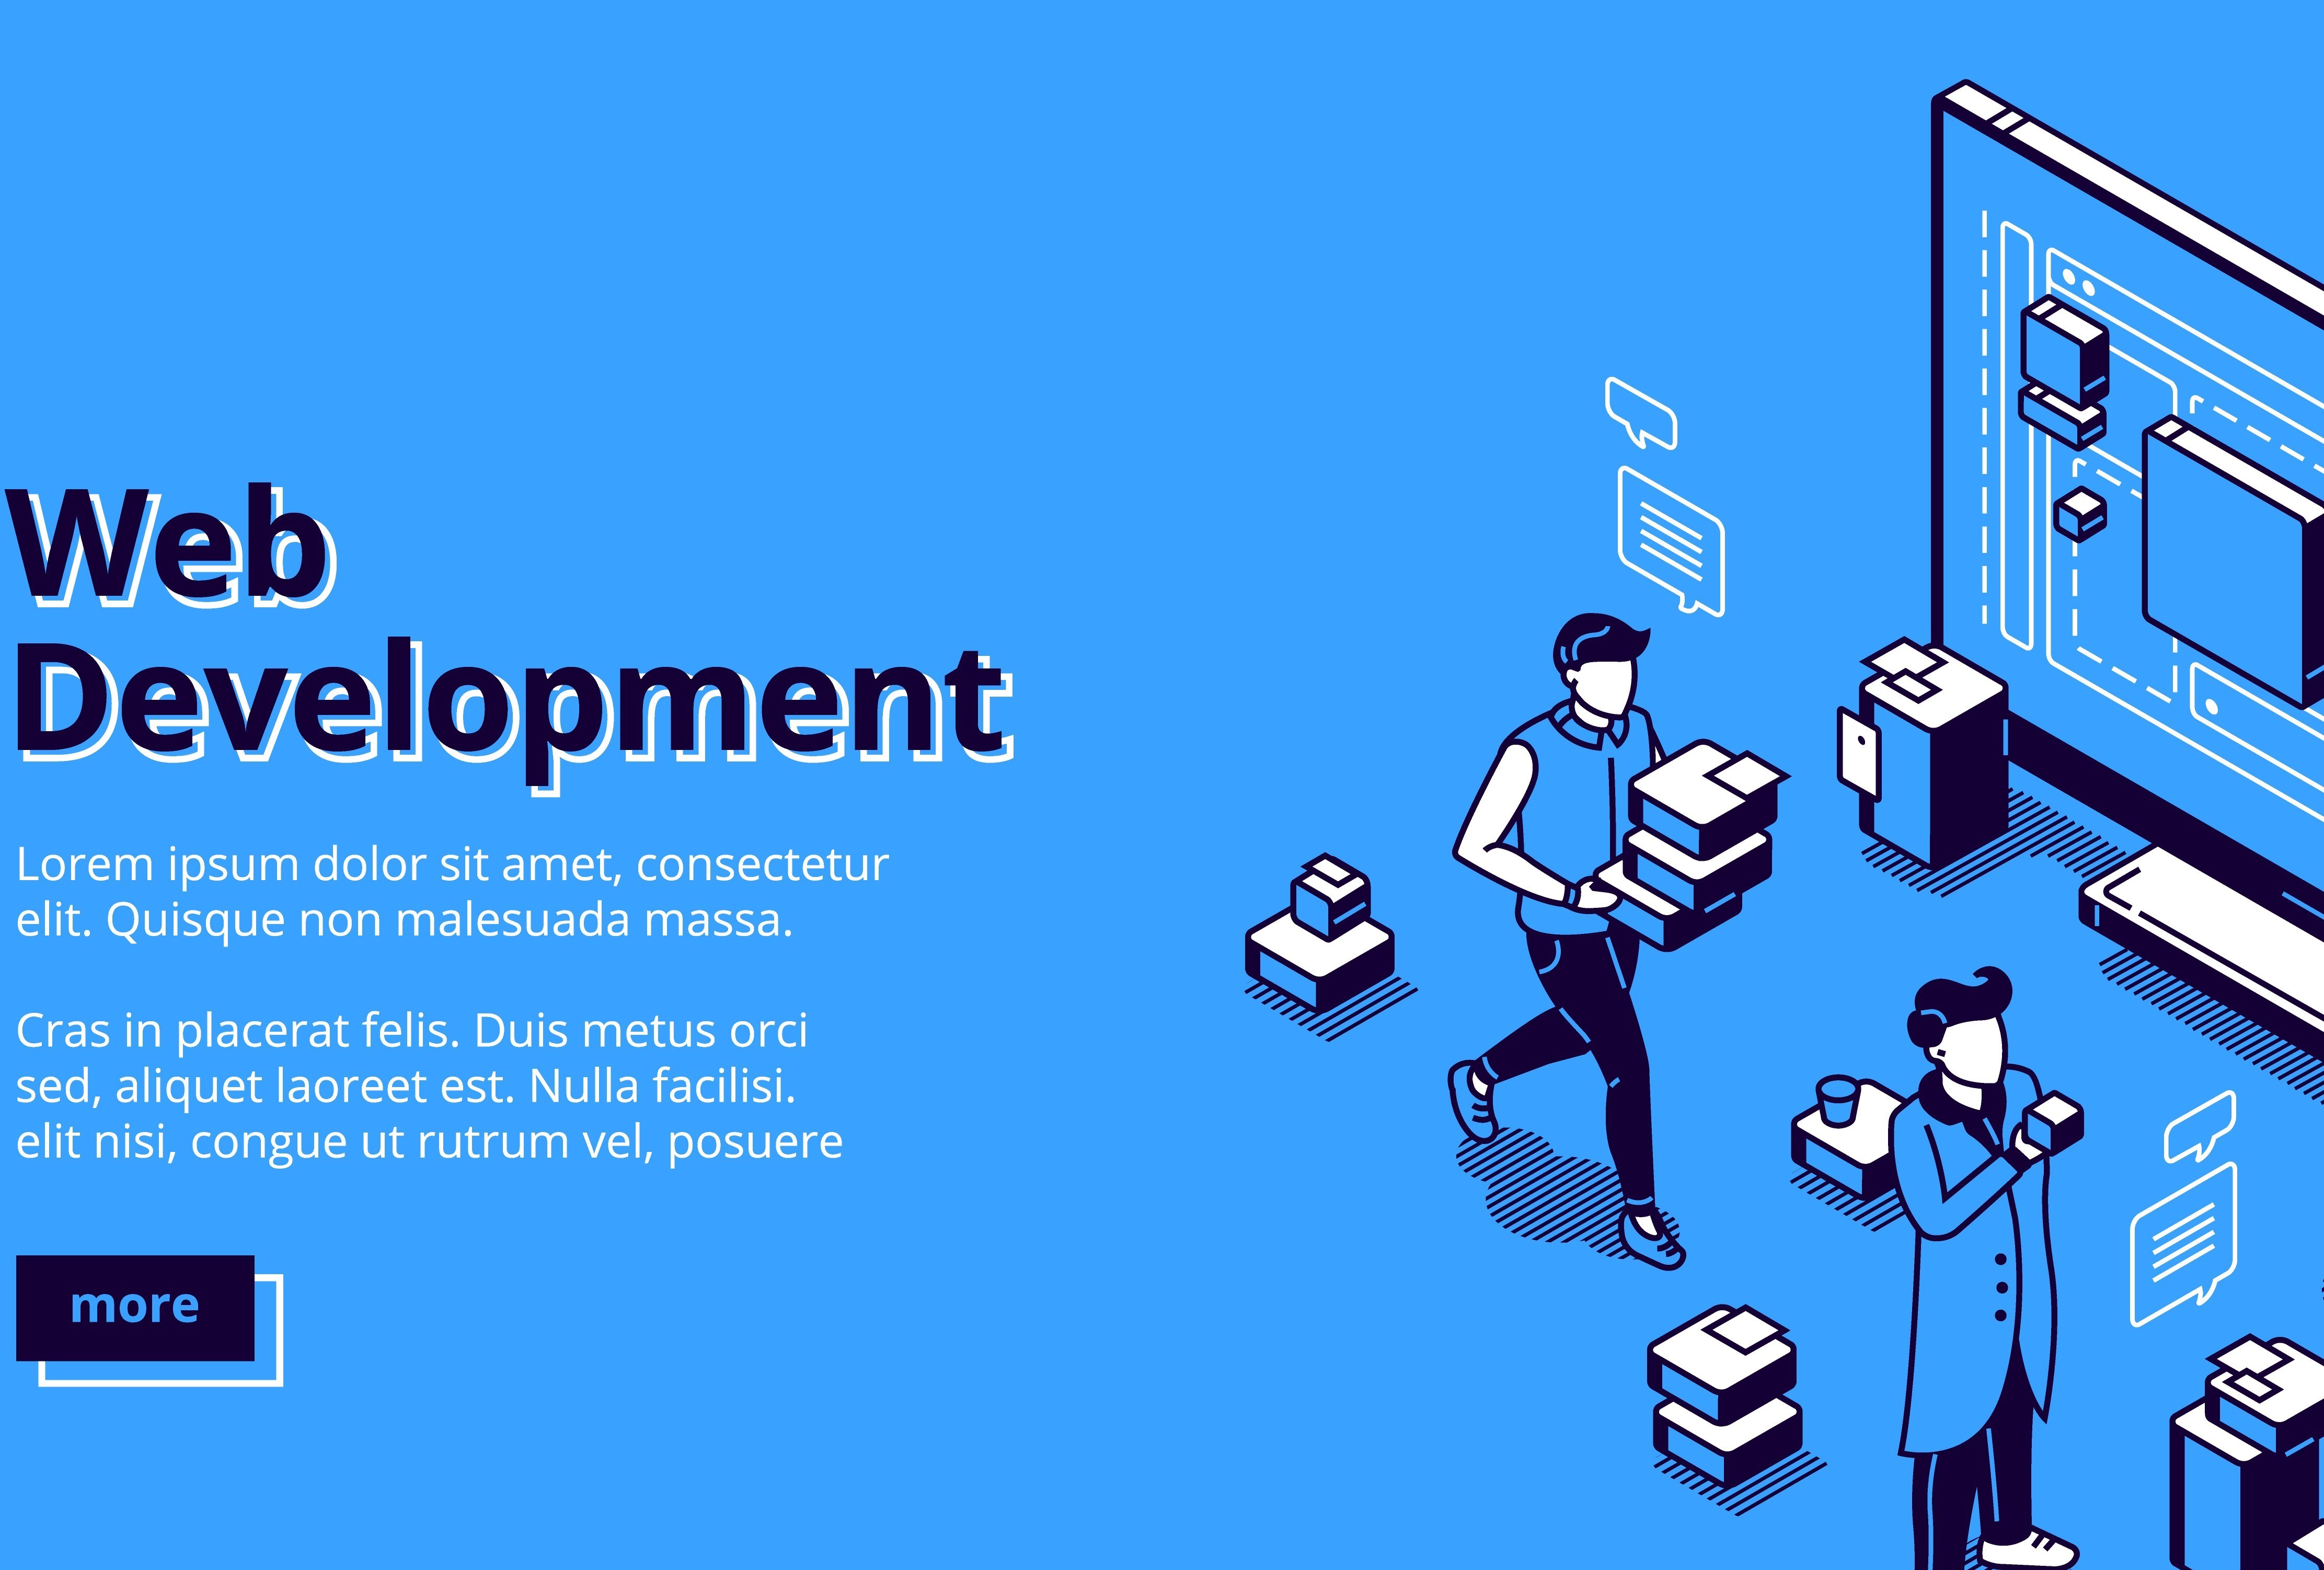 Web
Development
Lorem ipsum dolor sit amet, consectetur
elit. Quisque non malesuada massa.
Cras in placerat felis. Duis metus orci
sed, aliquet laoreet est. Nulla facilisi.
elit nisi, congue ut rutrum vel, posuere
more